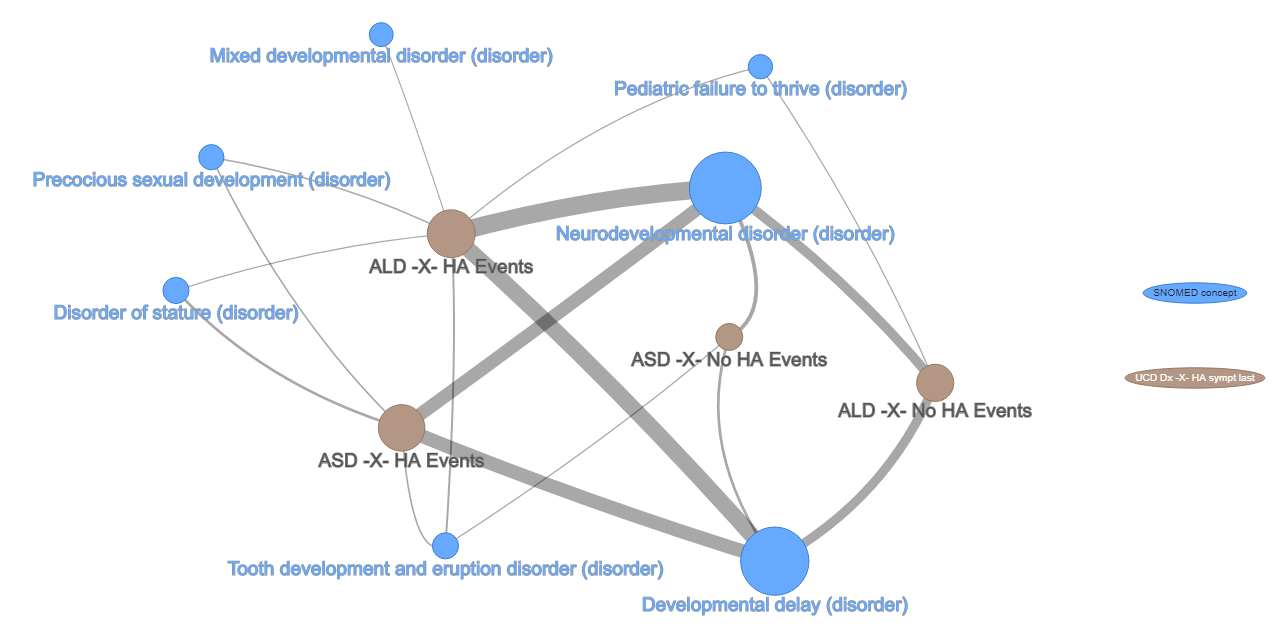 Mixed developmental disorder (disorder)
Pediatric failure to thrive (disorder)
Precocious sexual development (disorder)
Neurodevelopmental disorder (disorder)
ALD -X- HA Events
SNOMED concept
Disorder of stature (disorder)
ASD -X- No HA Events
UCD Dx -X- HA sympt last
ALD -X- No HA Events
ASD -X- HA Events
Tooth development and eruption disorder (disorder)
Developmental delay (disorder)